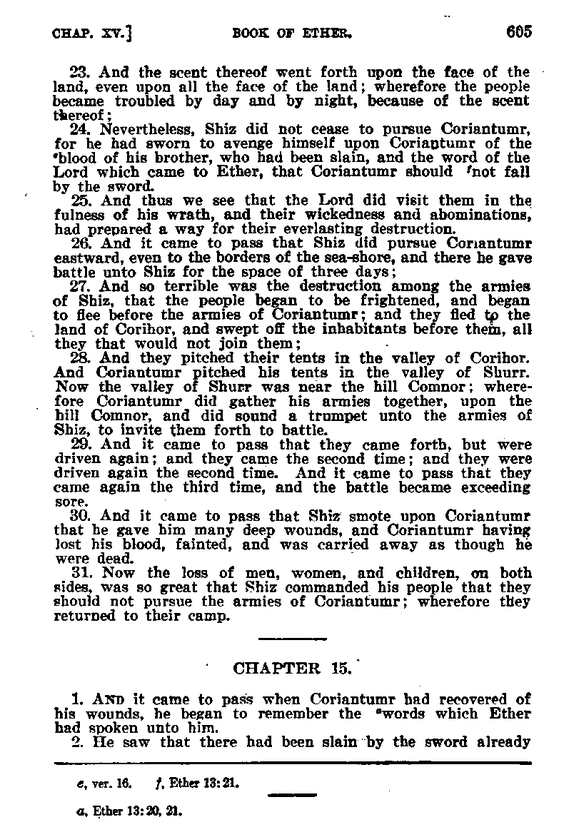 CHAP. XV.] BOOK OF ETHER. 605
23. And the scent thereof went forth upon the face of the
land, even upon all the face of the land; wherefore the people
became troubled by day and by night, because of the scent
thereof;
24. Nevertheless, Shiz did not cease to pursue Coriantumr,
for he had sworn to avenge himself upon Coriantumr of the
ᵉblood of his brother, who had been slain, and the word of the
Lord which came to Ether, that Coriantumr should ᶠnot fall
by the sword.
25. And thus we see that the Lord did visit them in the
fulness of his wrath, and their wickedness and abominations,
had prepared a way for their everlasting destruction.
26. And it came to pass that Shiz did pursue Coriantumr
eastward, even to the borders of the sea-shore, and there he gave
battle unto Shiz for the space of three days;
27. And so terrible was the destruction among the armies
of Shiz, that the people began to be frightened, and began
to flee before the armies of Coriantumr; and they fled to the
land of Corihor, and swept off the inhabitants before them, all
they that would not join them;
28. And they pitched their tents in the valley of Corihor.
And Coriantumr pitched his tents in the valley of Shurr.
Now the valley of Shurr was near the hill Comnor; where-
fore Coriantumr did gather his armies together, upon the
hill Comnor, and did sound a trumpet unto the armies of
Shiz, to invite them forth to battle.
29. And it came to pass that they came forth, but were
driven again; and they came the second time; and they were
driven again the second time. And it came to pass that they
came again the third time, and the battle became exceeding
sore.
30. And it came to pass that Shiz smote upon Coriantumr
that he gave him many deep wounds, and Coriantumr having
lost his blood, fainted, and was carried away as though he
were dead.
31. Now the loss of men, women, and children, on both
sides, was so great that Shiz commanded his people that they
should not pursue the armies of Coriantumr; wherefore they
returned to their camp.
CHAPTER 15.
1. AND it came to pass when Coriantumr had recovered of
his wounds, he began to remember the ᵃwords which Ether
had spoken unto him.
2. He saw that there had been slain by the sword already
e, ver. 16. f, Ether 13:21.
a, Ether 13:20, 21.